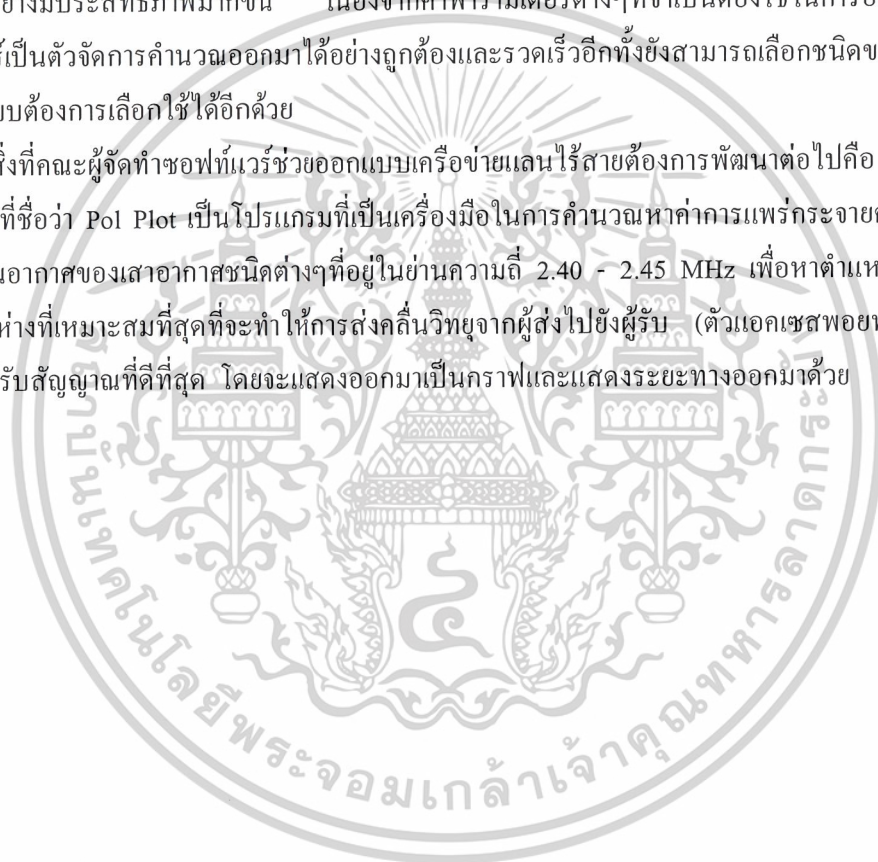 ย่างมีประสิทธิภาพมากขึ้น เนื่องจากค่าพารามิเตอร์ต่างๆที่จำเป็นต้องใช้ในการอ
ร์เป็นตัวจัดการคำนวณออกมาได้อย่างถูกต้องและรวดเร็วอีกทั้งยังสามารถเลือกชนิดข
บบต้องการเลือกใช้ได้อีกด้วย
สิ่งที่คณะผู้จัดทำซอฟท์แวร์ช่วยออกแบบเครือข่ายแลนไร้สายต้องการพัฒนาต่อไปคือ
ที่ชื่อว่า Pol Plot เป็นโปรแกรมที่เป็นเครื่องมือในการคำนวณหาค่าการแพร่กระจายค
นอากาศของเสาอากาศชนิดต่างๆที่อยู่ในย่านความถี่ 2.40 - 2.45 MHz เพื่อหาตำแห
ห่างที่เหมาะสมที่สุดที่จะทำให้การส่งคลื่นวิทยุจากผู้ส่งไปยังผู้รับ (ตัวแอคเซสพอยท
รับสัญญาณที่ดีที่สุด โดยจะแสดงออกมาเป็นกราฟและแสดงระยะทางออกมาด้วย
สถาบันเทคโนโลยีพระจอมเกล้าเจ้าคุณทหารลาดกระบัง
๔